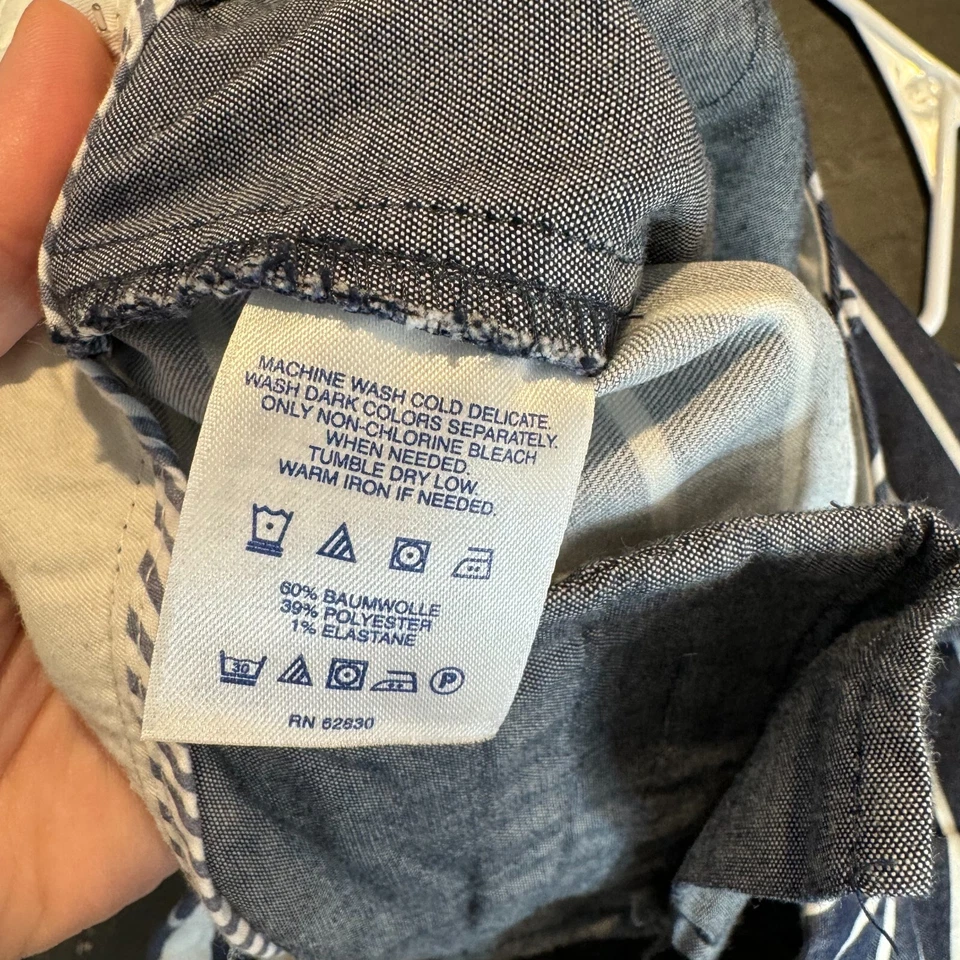 MACHINE WASH COLD DELICATE.
WASH DARK COLORS SEPARATELY.
ONLY NON-CHLORINE BLEACH
WHEN NEEDED.
TUMBLE DRY LOW.
WARM IRON IF NEEDED.
60% BAUMWOLLE
39% POLYESTER
1% ELASTANE
30 P
RN 62830